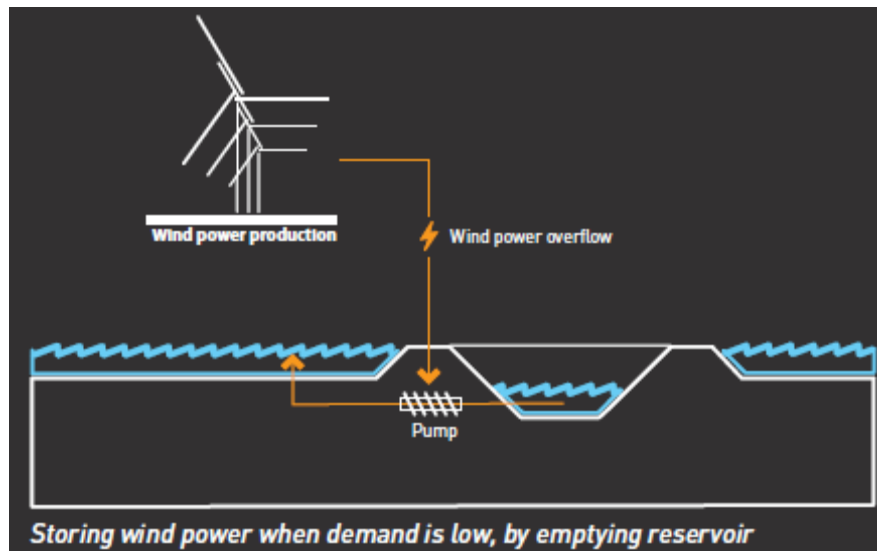 Wind power production
Wind power overflow
Pump
Storing wind power when demand is low, by emptying reservoir